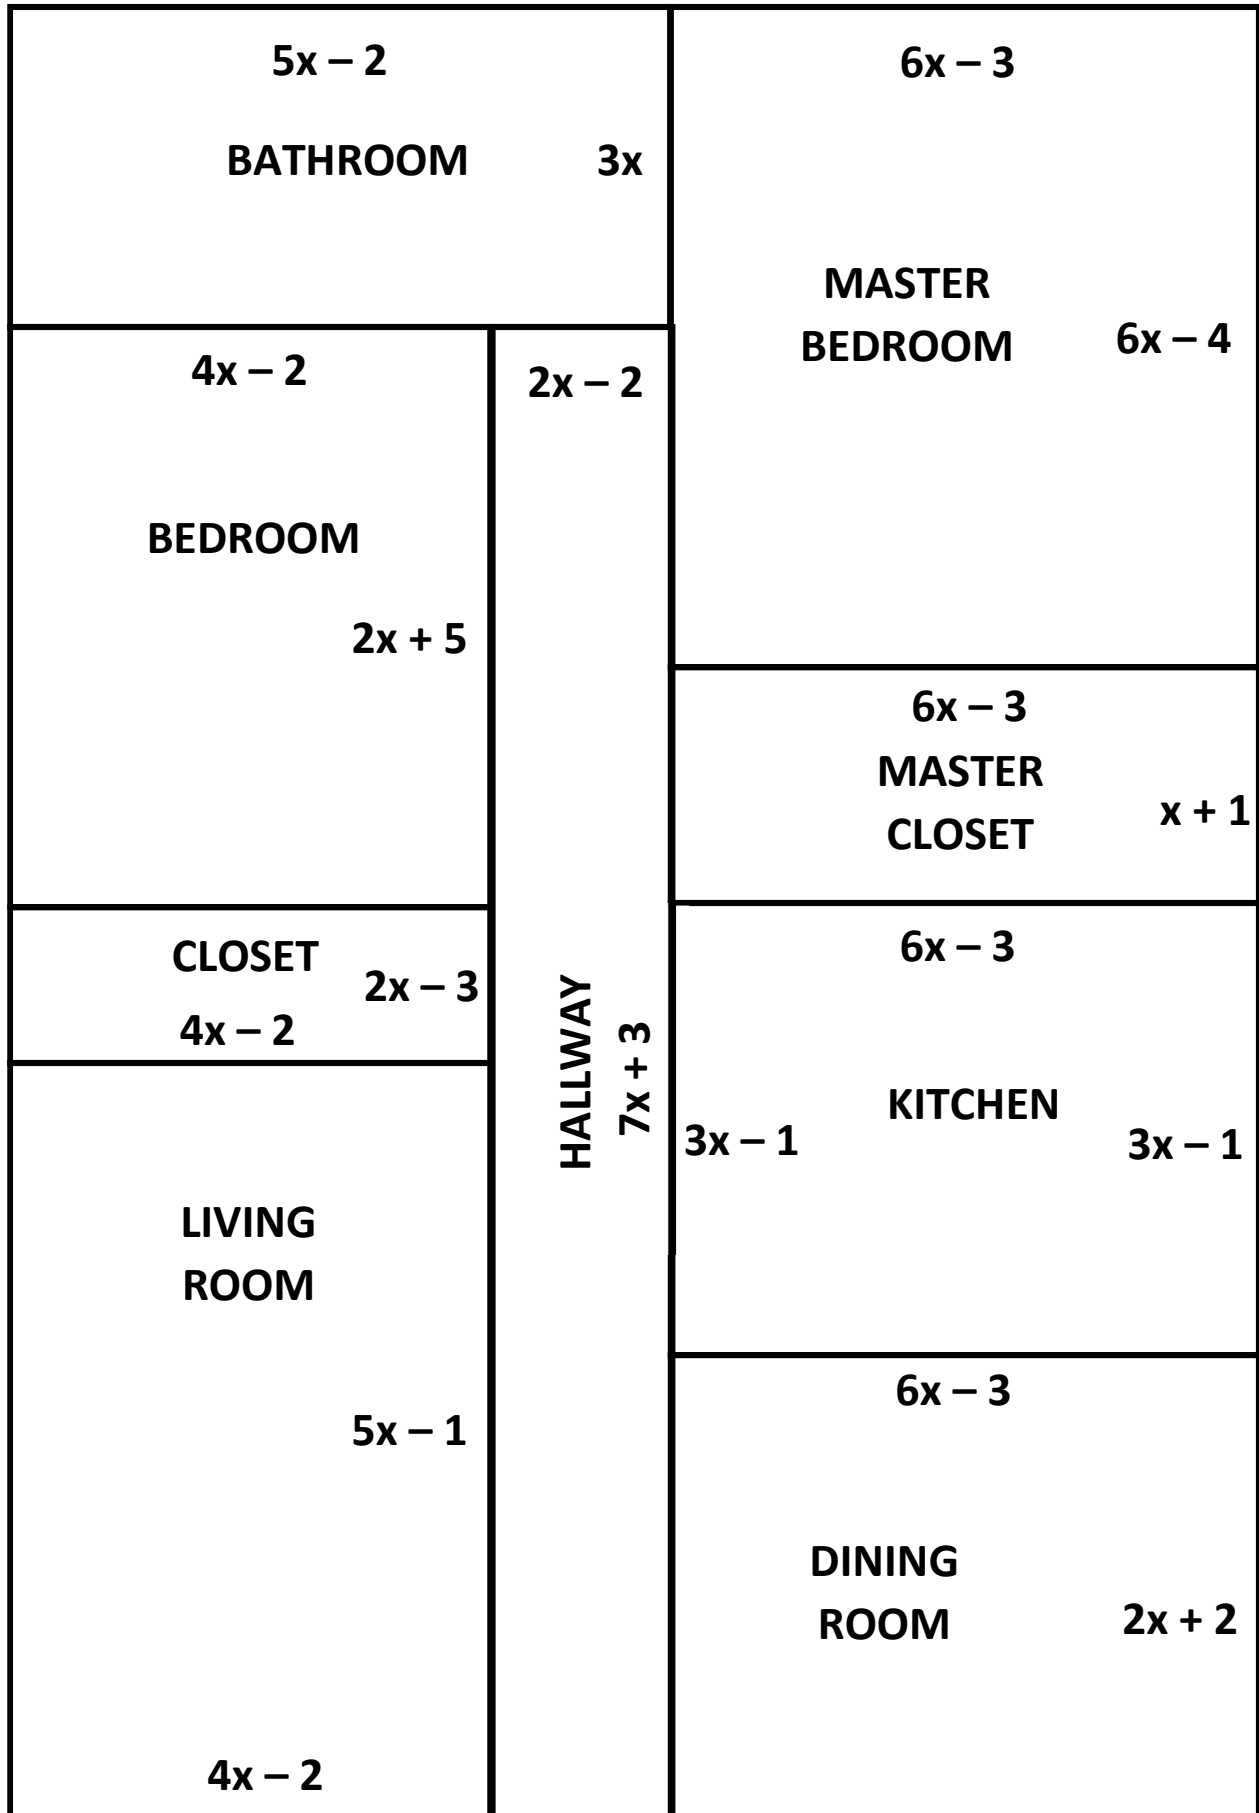 5x – 2
BATHROOM
3x
6x – 3
MASTER
BEDROOM
6x – 4
4x – 2
BEDROOM
2x + 5
2x – 2
HALLWAY
7x + 3
6x – 3
MASTER
CLOSET
x + 1
CLOSET
2x – 3
4x – 2
6x – 3
KITCHEN
3x – 1
3x – 1
LIVING
ROOM
5x – 1
4x – 2
6x – 3
DINING
ROOM
2x + 2